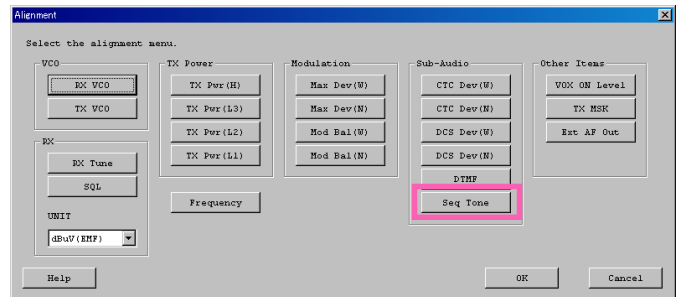 Alignment
Select the alignment menu.
VCO
RX VCO
TX VCO
RX
RX Tune
SQL
UNIT
dBuV(EMF)
TX Power
TX Pwr(H)
TX Pwr(L3)
TX Pwr(L2)
TX Pwr(L1)
Frequency
Modulation
Max Dev(W)
Max Dev(N)
Mod Bal(W)
Mod Bal(N)
Sub-Audio
CTC Dev(W)
CTC Dev(N)
DCS Dev(W)
DCS Dev(N)
DTMF
Seq Tone
Other Items
VOX ON Level
TX MSK
Ext AF Out
Help
OK
Cancel